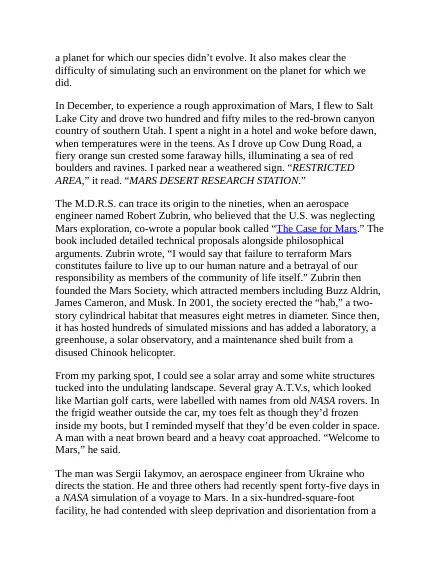 a planet for which our species didn’t evolve. It also makes clear the
difficulty of simulating such an environment on the planet for which we
did.
In December, to experience a rough approximation of Mars, I flew to Salt
Lake City and drove two hundred and fifty miles to the red-brown canyon
country of southern Utah. I spent a night in a hotel and woke before dawn,
when temperatures were in the teens. As I drove up Cow Dung Road, a
fiery orange sun crested some faraway hills, illuminating a sea of red
boulders and ravines. I parked near a weathered sign. “RESTRICTED
AREA,” it read. “MARS DESERT RESEARCH STATION.”
The M.D.R.S. can trace its origin to the nineties, when an aerospace
engineer named Robert Zubrin, who believed that the U.S. was neglecting
Mars exploration, co-wrote a popular book called “The Case for Mars.” The
book included detailed technical proposals alongside philosophical
arguments. Zubrin wrote, “I would say that failure to terraform Mars
constitutes failure to live up to our human nature and a betrayal of our
responsibility as members of the community of life itself.” Zubrin then
founded the Mars Society, which attracted members including Buzz Aldrin,
James Cameron, and Musk. In 2001, the society erected the “hab,” a two-
story cylindrical habitat that measures eight metres in diameter. Since then,
it has hosted hundreds of simulated missions and has added a laboratory, a
greenhouse, a solar observatory, and a maintenance shed built from a
disused Chinook helicopter.
From my parking spot, I could see a solar array and some white structures
tucked into the undulating landscape. Several gray A.T.V.s, which looked
like Martian golf carts, were labelled with names from old NASA rovers. In
the frigid weather outside the car, my toes felt as though they’d frozen
inside my boots, but I reminded myself that they’d be even colder in space.
A man with a neat brown beard and a heavy coat approached. “Welcome to
Mars,” he said.
The man was Sergii Iakymov, an aerospace engineer from Ukraine who
directs the station. He and three others had recently spent forty-five days in
a NASA simulation of a voyage to Mars. In a six-hundred-square-foot
facility, he had contended with sleep deprivation and disorientation from a